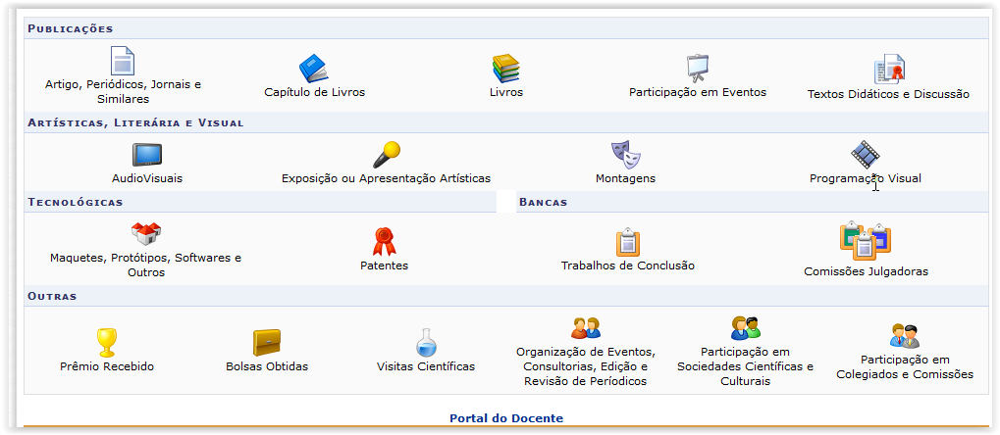 PUBLICAÇÕES
Artigo, Periódicos, Jornais e
Similares
Capítulo de Livros
Livros
Participação em Eventos
Textos Didáticos e Discussão
ARTÍSTICAS, LITERÁRIA E VISUAL
AudioVisuais
Exposição ou Apresentação Artísticas
Montagens
Programação Visual
TECNOLÓGICAS
Maquetes, Protótipos, Softwares e
Outros
Patentes
BANCAS
Trabalhos de Conclusão
Comissões Julgadoras
OUTRAS
Prêmio Recebido
Bolsas Obtidas
Visitas Científicas
Organização de Eventos,
Consultorias, Edição e
Revisão de Períodicos
Participação em
Sociedades Científicas e
Culturais
Participação em
Colegiados e Comissões
Portal do Docente